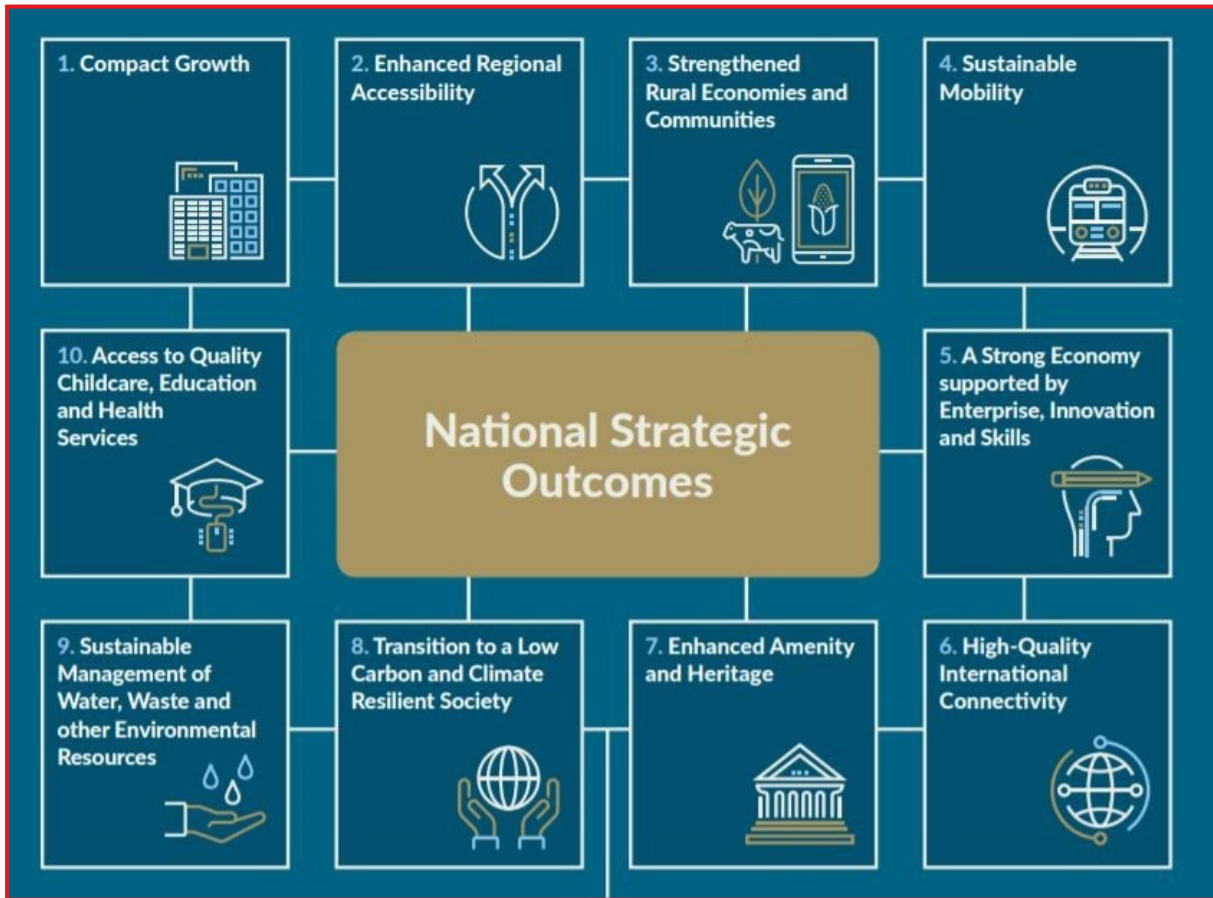 1. Compact Growth
2. Enhanced Regional
Accessibility
3. Strengthened
Rural Economies and
Communities
4. Sustainable
Mobility
10. Access to Quality
Childcare, Education
and Health
Services
National Strategic
Outcomes
5. A Strong Economy
supported by
Enterprise, Innovation
and Skills
9. Sustainable
Management of
Water, Waste and
other Environmental
Resources
8. Transition to a Low
Carbon and Climate
Resilient Society
7. Enhanced Amenity
and Heritage
6. High-Quality
International
Connectivity